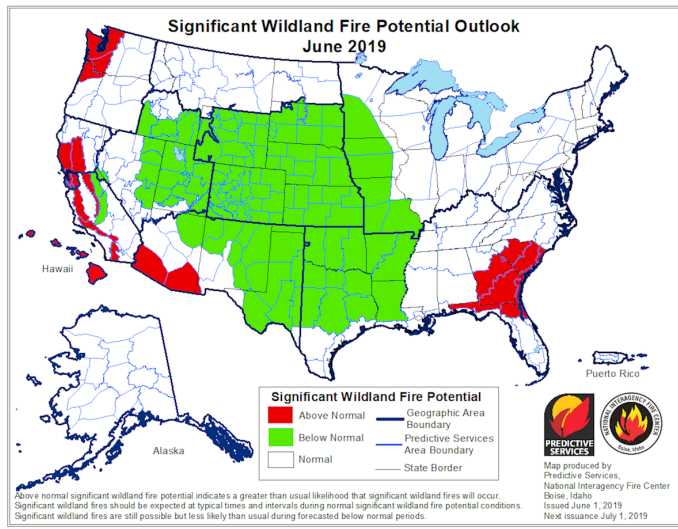 Significant Wildland Fire Potential Outlook
June 2019
Hawaii
Alaska
Puerto Rico
Significant Wildland Fire Potential
Above Normal
Below Normal
Normal
Geographic Area
Boundary
Predictive Services
Area Boundary
State Border
PREDICTIVE
SERVICES
NATIONAL INTERAGENCY FIRE CENTER
Boise, Idaho
Map produced by
Predictive Services,
National Interagency Fire Center
Boise, Idaho
Issued June 1, 2019
Next issuance July 1, 2019
Above normal significant wildland fire potential indicates a greater than usual likelihood that significant wildland fires will occur.
Significant wildland fires should be expected at typical times and intervals during normal significant wildland fire potential conditions.
Significant wildland fires are still possible but less likely than usual during forecasted below normal periods.